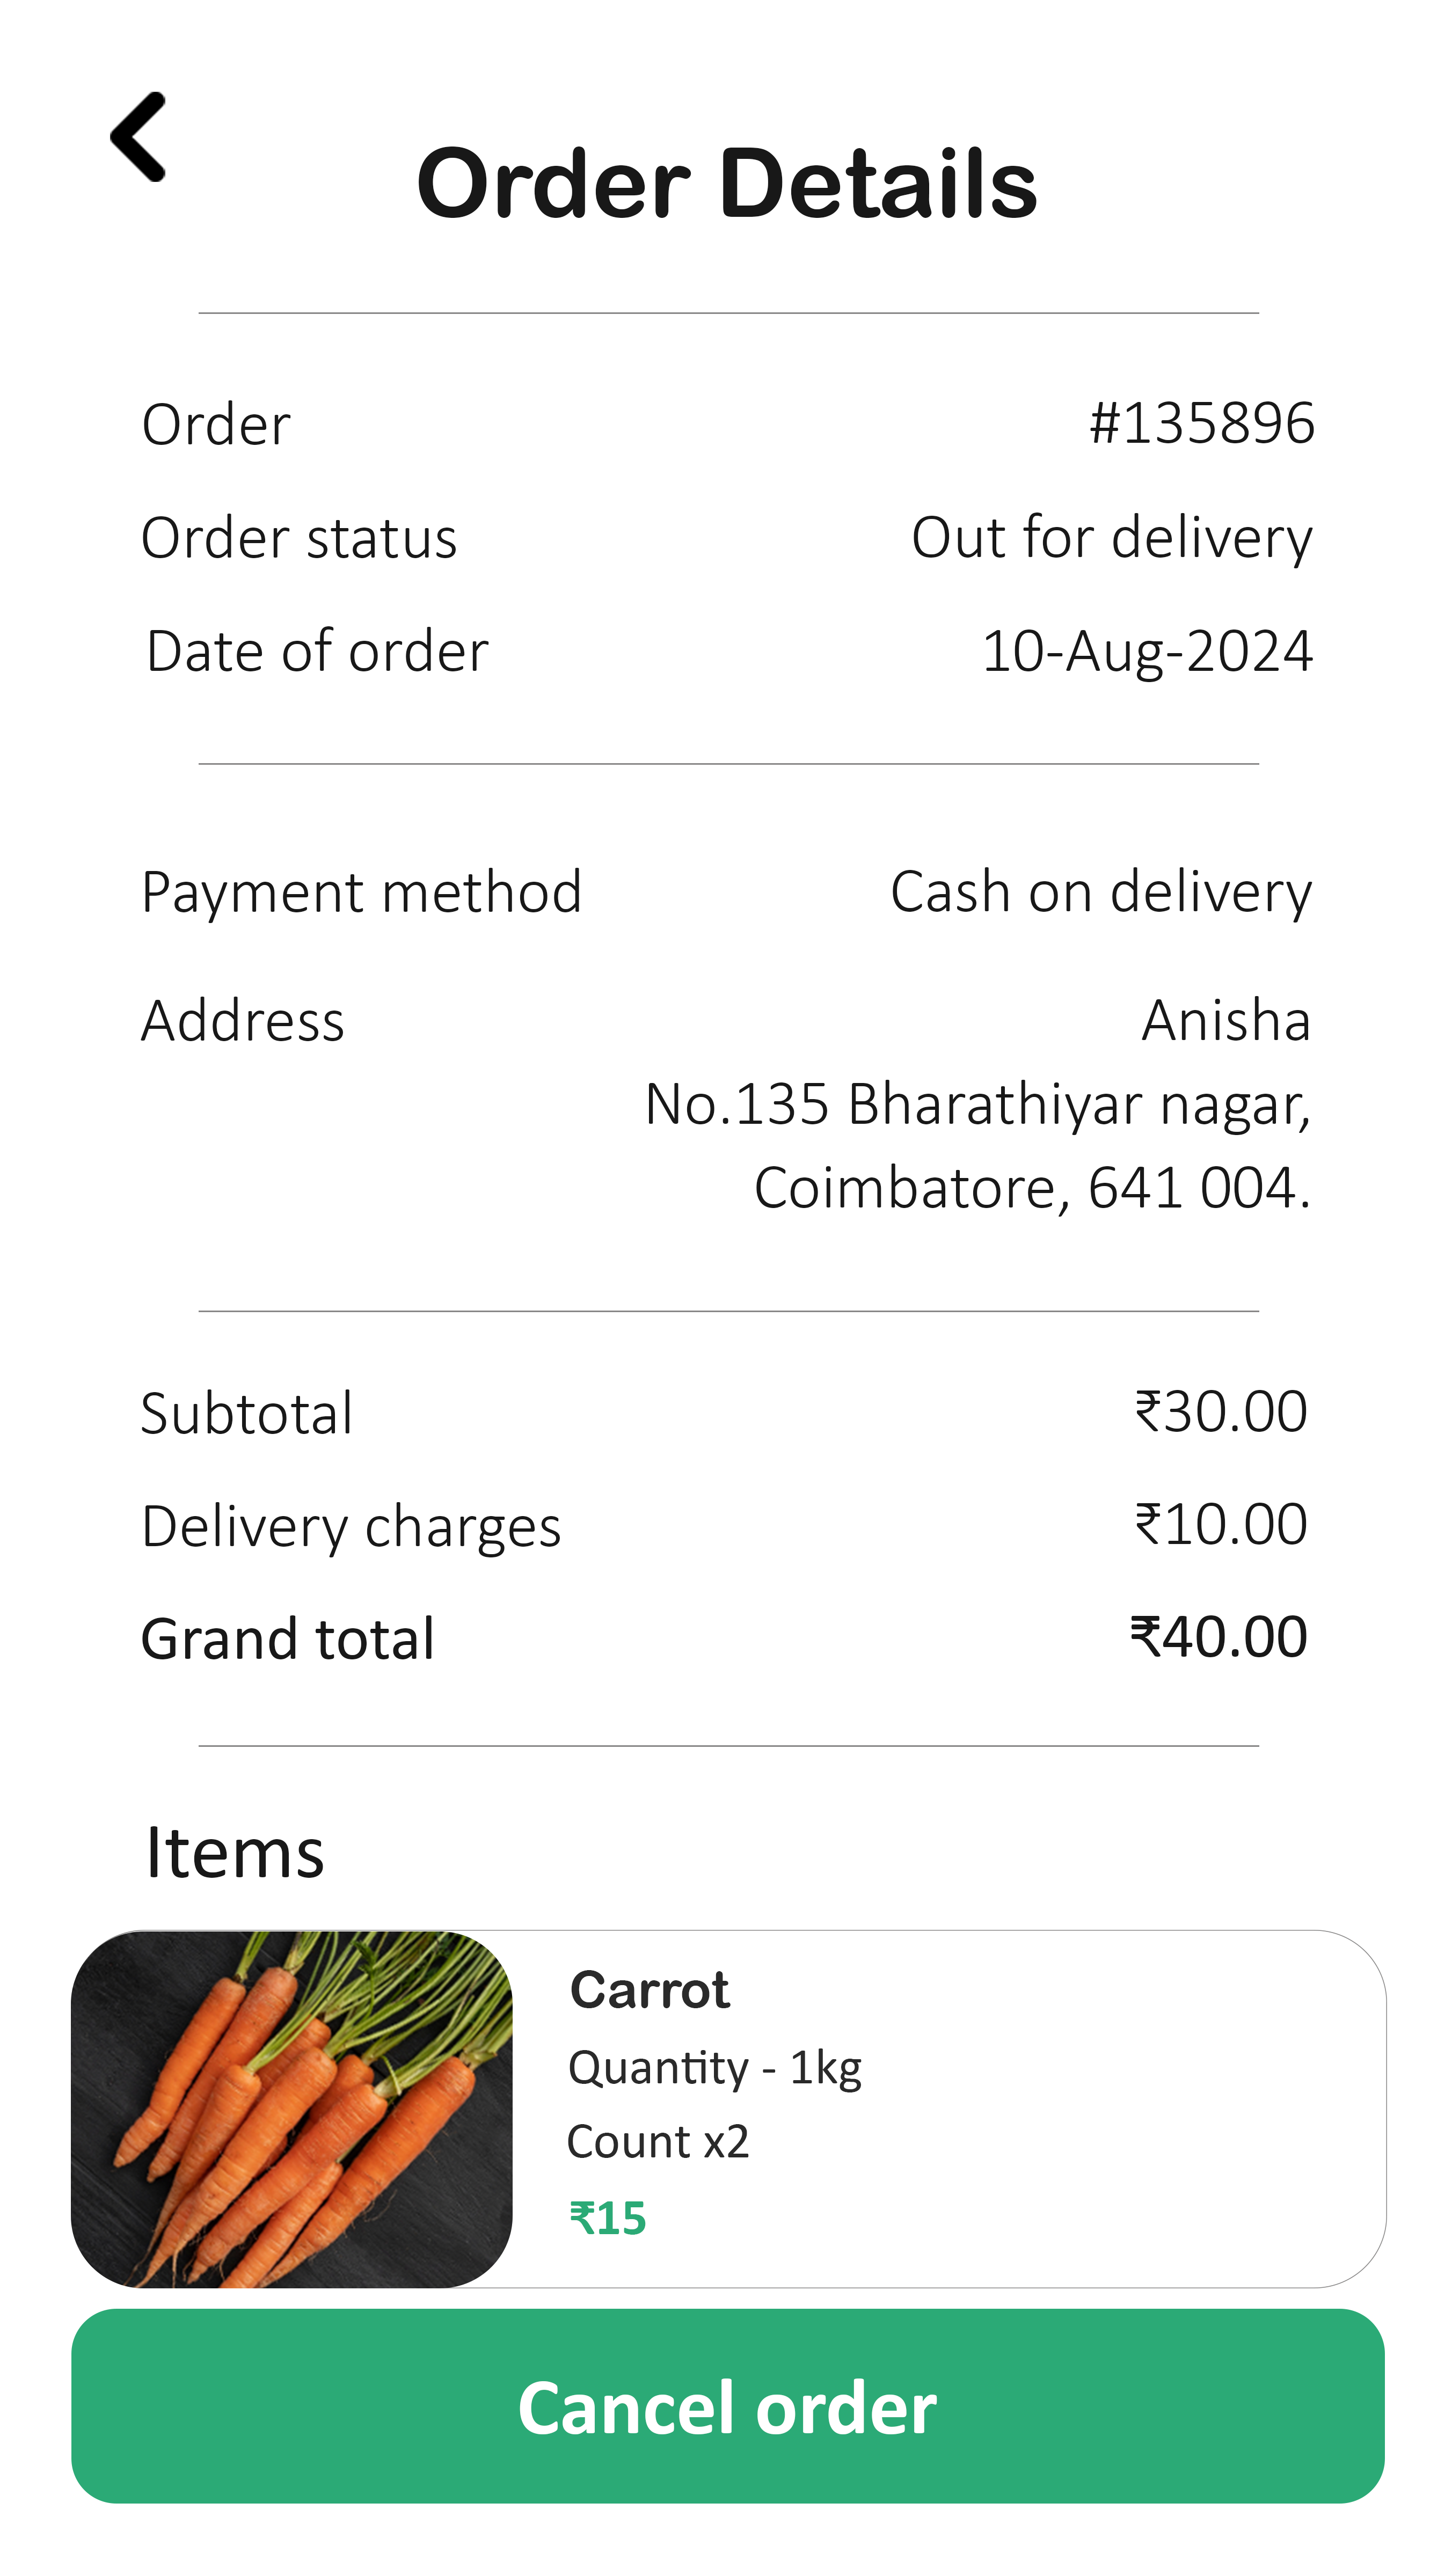 Order Details
Order #135896
Order status Out for delivery
Date of order 10-Aug-2024
Payment method Cash on delivery
Address Anisha
No.135 Bharathiyar nagar,
Coimbatore, 641 004.
Subtotal ₹30.00
Delivery charges ₹10.00
Grand total ₹40.00
Items
Carrot
Quantity - 1kg
Count x2
₹15
Cancel order